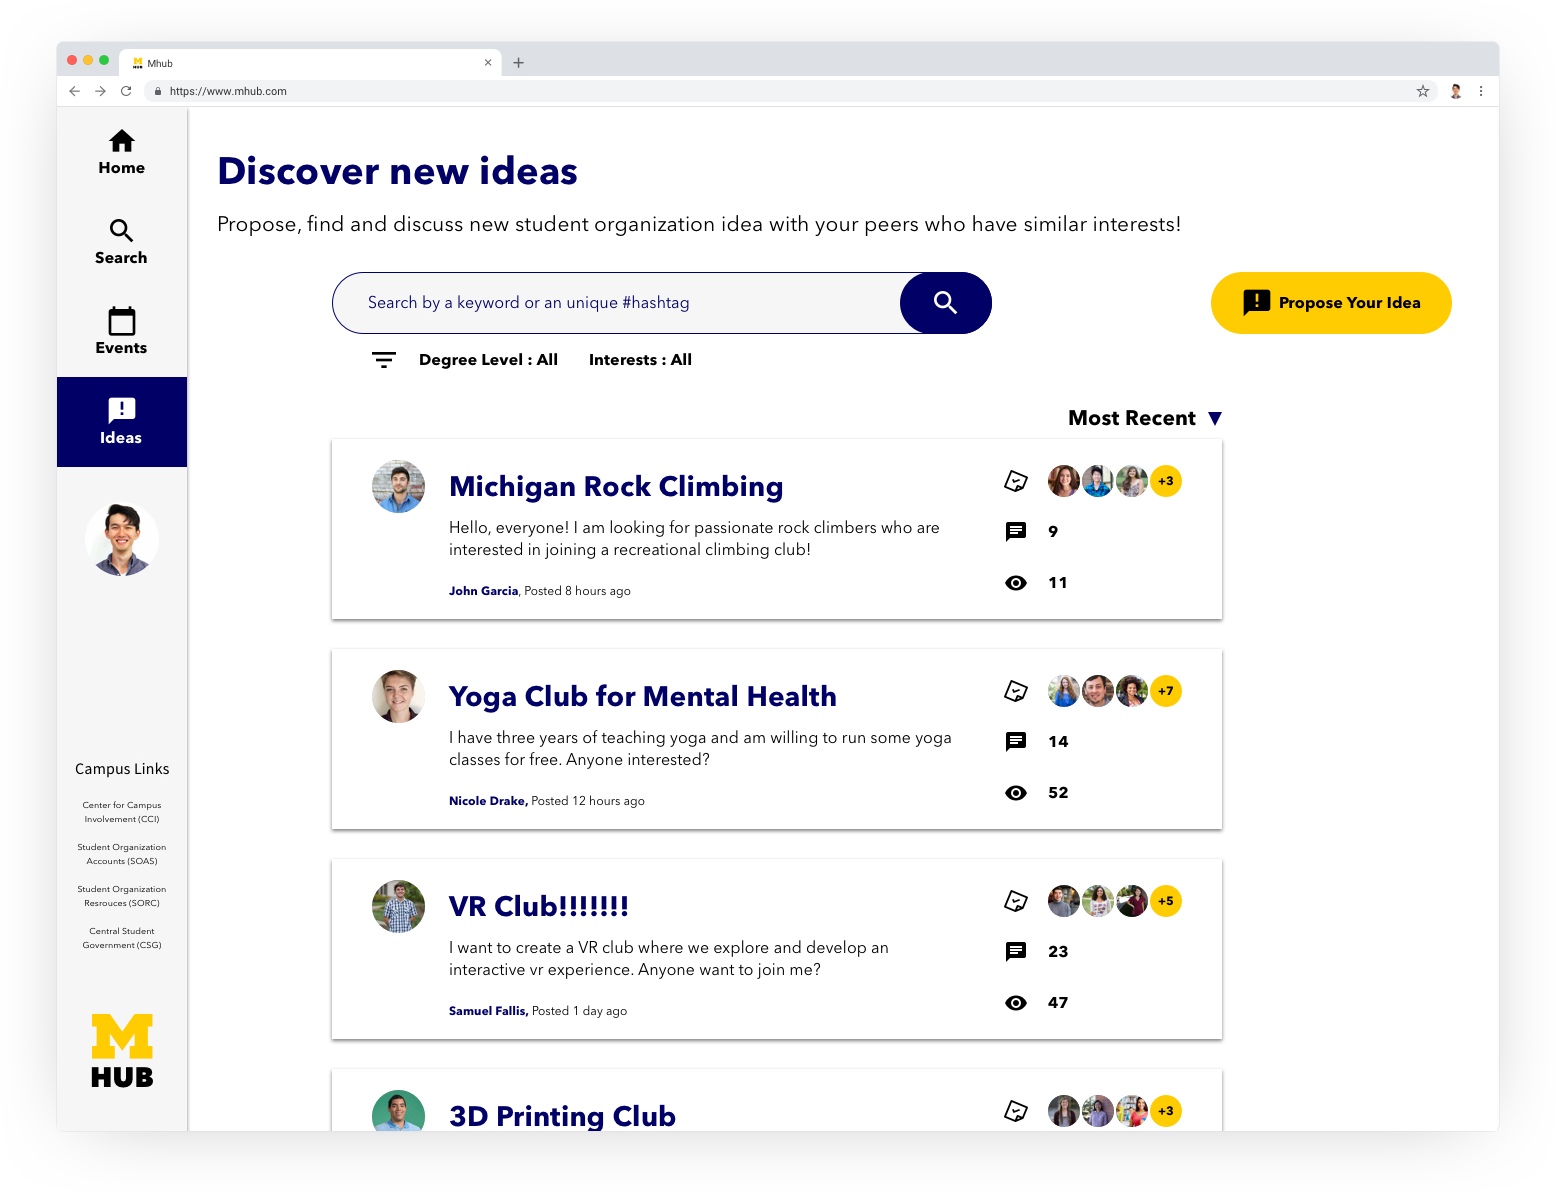 M
HUB
Mhub
https://www.mhub.com
Home
Search
Events
Ideas
Campus Links
Center for Campus
Involvement (CCI)
Student Organization
Accounts (SOAS)
Student Organization
Resrouces (SORC)
Central Student
Government (CSG)
M
HUB
Discover new ideas
Propose, find and discuss new student organization idea with your peers who have similar interests!
Search by a keyword or an unique #hashtag
Propose Your Idea
Degree Level : All Interests : All
Most Recent ▼
Michigan Rock Climbing
Hello, everyone! I am looking for passionate rock climbers who are
interested in joining a recreational climbing club!
John Garcia, Posted 8 hours ago
+3
9
11
Yoga Club for Mental Health
I have three years of teaching yoga and am willing to run some yoga
classes for free. Anyone interested?
Nicole Drake, Posted 12 hours ago
+7
14
52
VR Club!!!!!!!
I want to create a VR club where we explore and develop an
interactive vr experience. Anyone want to join me?
Samuel Fallis, Posted 1 day ago
+5
23
47
3D Printing Club
+3